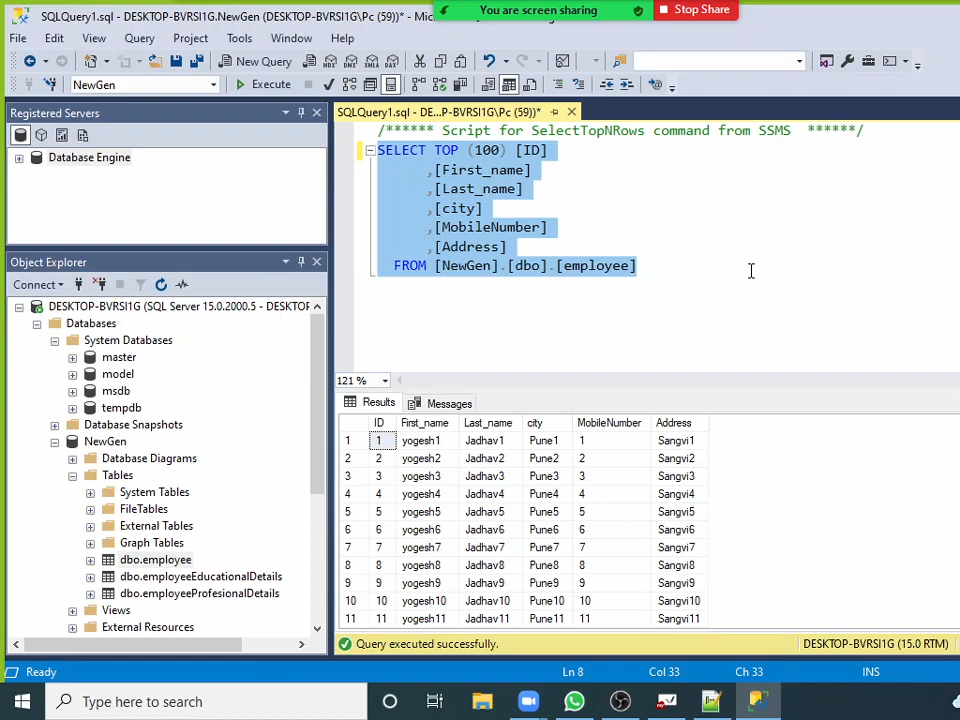 You are screen sharing
Stop Share
SQLQuery1.sql - DESKTOP-BVRSI1G.NewGen (DESKTOP-BVRSI1G\Pc (59))* - Mic
File Edit View Query Project Tools Window Help
New Query
MDX DMX XMLA DAX
NewGen
Execute
Registered Servers
Database Engine
Object Explorer
Connect
DESKTOP-BVRSI1G (SQL Server 15.0.2000.5 - DESKTOP
Databases
System Databases
master
model
msdb
tempdb
Database Snapshots
NewGen
Database Diagrams
Tables
System Tables
FileTables
External Tables
Graph Tables
dbo.employee
dbo.employeeEducationalDetails
dbo.employeeProfesionalDetails
Views
External Resources
SQLQuery1.sql - DE...P-BVRSI1G\Pc (59))*
/****** Script for SelectTopNRows command from SSMS ******/
SELECT TOP (100) [ID]
,[First_name]
,[Last_name]
,[city]
,[MobileNumber]
,[Address]
FROM [NewGen].[dbo].[employee]
121 %
Results Messages
ID First_name Last_name city MobileNumber Address
1 1 yogesh1 Jadhav1 Pune1 1 Sangvi1
2 2 yogesh2 Jadhav2 Pune2 2 Sangvi2
3 3 yogesh3 Jadhav3 Pune3 3 Sangvi3
4 4 yogesh4 Jadhav4 Pune4 4 Sangvi4
5 5 yogesh5 Jadhav5 Pune5 5 Sangvi5
6 6 yogesh6 Jadhav6 Pune6 6 Sangvi6
7 7 yogesh7 Jadhav7 Pune7 7 Sangvi7
8 8 yogesh8 Jadhav8 Pune8 8 Sangvi8
9 9 yogesh9 Jadhav9 Pune9 9 Sangvi9
10 10 yogesh10 Jadhav10 Pune10 10 Sangvi10
11 11 yogesh11 Jadhav11 Pune11 11 Sangvi11
Query executed successfully.
DESKTOP-BVRSI1G (15.0 RTM)
Ready
Ln 8 Col 33 Ch 33 INS
Type here to search